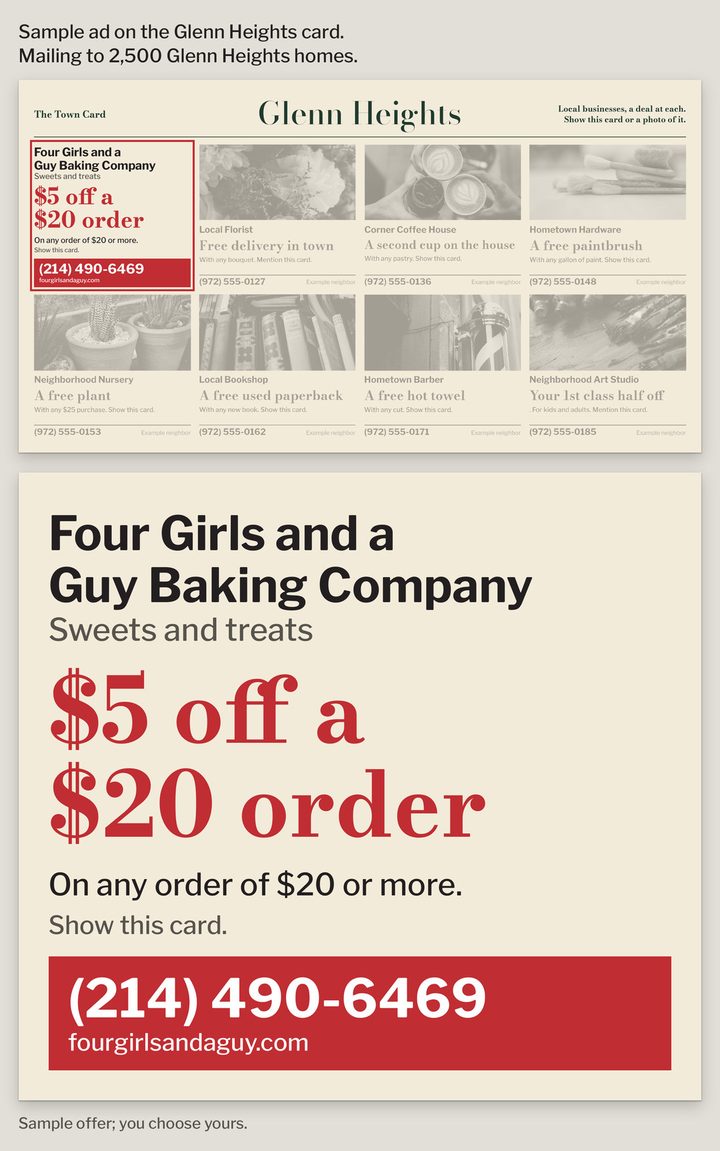 Sample ad on the Glenn Heights card.
Mailing to 2,500 Glenn Heights homes.
The Town Card
Glenn Heights
Local businesses, a deal at each.
Show this card or a photo of it.
Four Girls and a
Guy Baking Company
Sweets and treats
$5 off a
$20 order
On any order of $20 or more.
Show this card.
(214) 490-6469
fourgirlsandaguy.com
Local Florist
Free delivery in town
With any bouquet. Mention this card.
(972) 555-0127
Example neighbor
Corner Coffee House
A second cup on the house
With any pastry. Show this card.
(972) 555-0136
Example neighbor
Hometown Hardware
A free paintbrush
With any gallon of paint. Show this card.
(972) 555-0148
Example neighbor
Neighborhood Nursery
A free plant
With any $25 purchase. Show this card.
(972) 555-0153
Example neighbor
Local Bookshop
A free used paperback
With any new book. Show this card.
(972) 555-0162
Example neighbor
Hometown Barber
A free hot towel
With any cut. Show this card.
(972) 555-0171
Example neighbor
Neighborhood Art Studio
Your 1st class half off
For kids and adults. Mention this card.
(972) 555-0185
Example neighbor
Four Girls and a
Guy Baking Company
Sweets and treats
$5 off a
$20 order
On any order of $20 or more.
Show this card.
(214) 490-6469
fourgirlsandaguy.com
Sample offer; you choose yours.